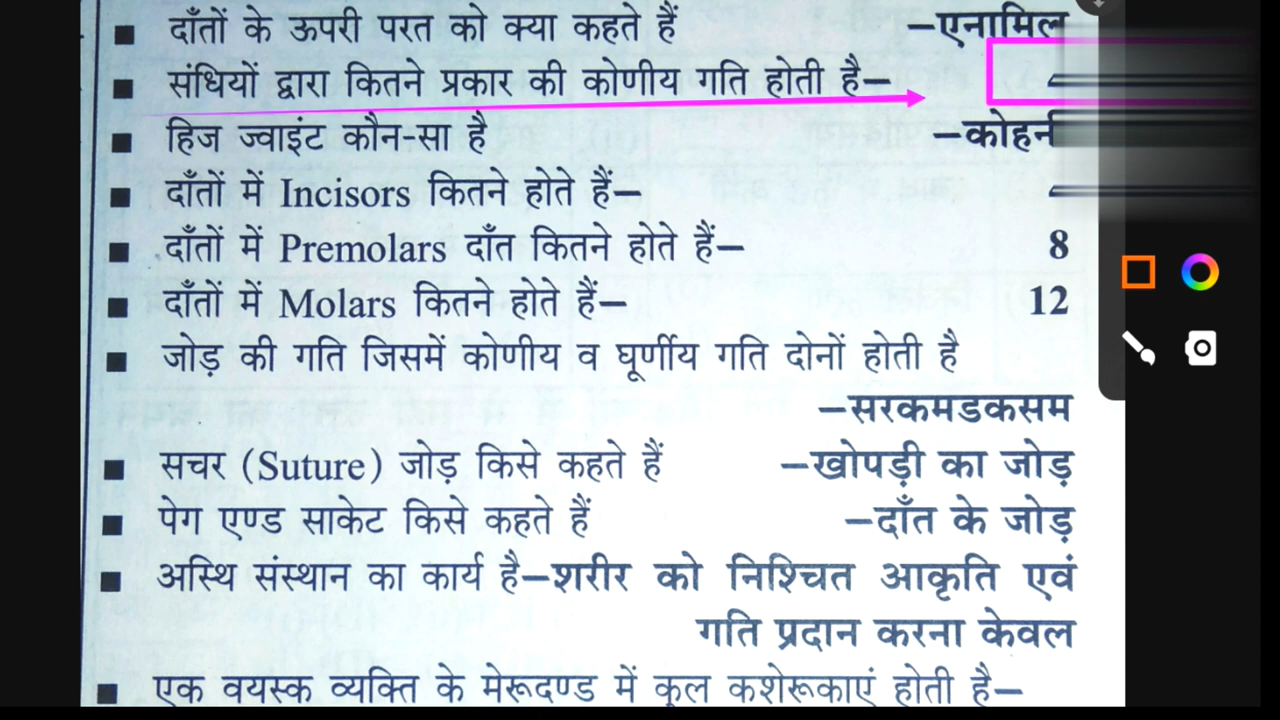 ■ दाँतों के ऊपरी परत को क्या कहते हैं –एनामिल
■ संधियों द्वारा कितने प्रकार की कोणीय गति होती है–
■ हिज ज्वाइंट कौन-सा है
■ दाँतों में Incisors कितने होते हैं–
■ दाँतों में Premolars दाँत कितने होते हैं– 8
■ दाँतों में Molars कितने होते हैं– 12
■ जोड़ की गति जिसमें कोणीय व घूर्णीय गति दोनों होती है
–सरकमडकसम
■ सचर (Suture) जोड़ किसे कहते हैं –खोपड़ी का जोड़
■ पेग एण्ड साकेट किसे कहते हैं –दाँत के जोड़
■ अस्थि संस्थान का कार्य है–शरीर को निश्चित आकृति एवं
गति प्रदान करना केवल
■ एक वयस्क व्यक्ति के मेरूदण्ड में कुल कशेरूकाएं होती है–